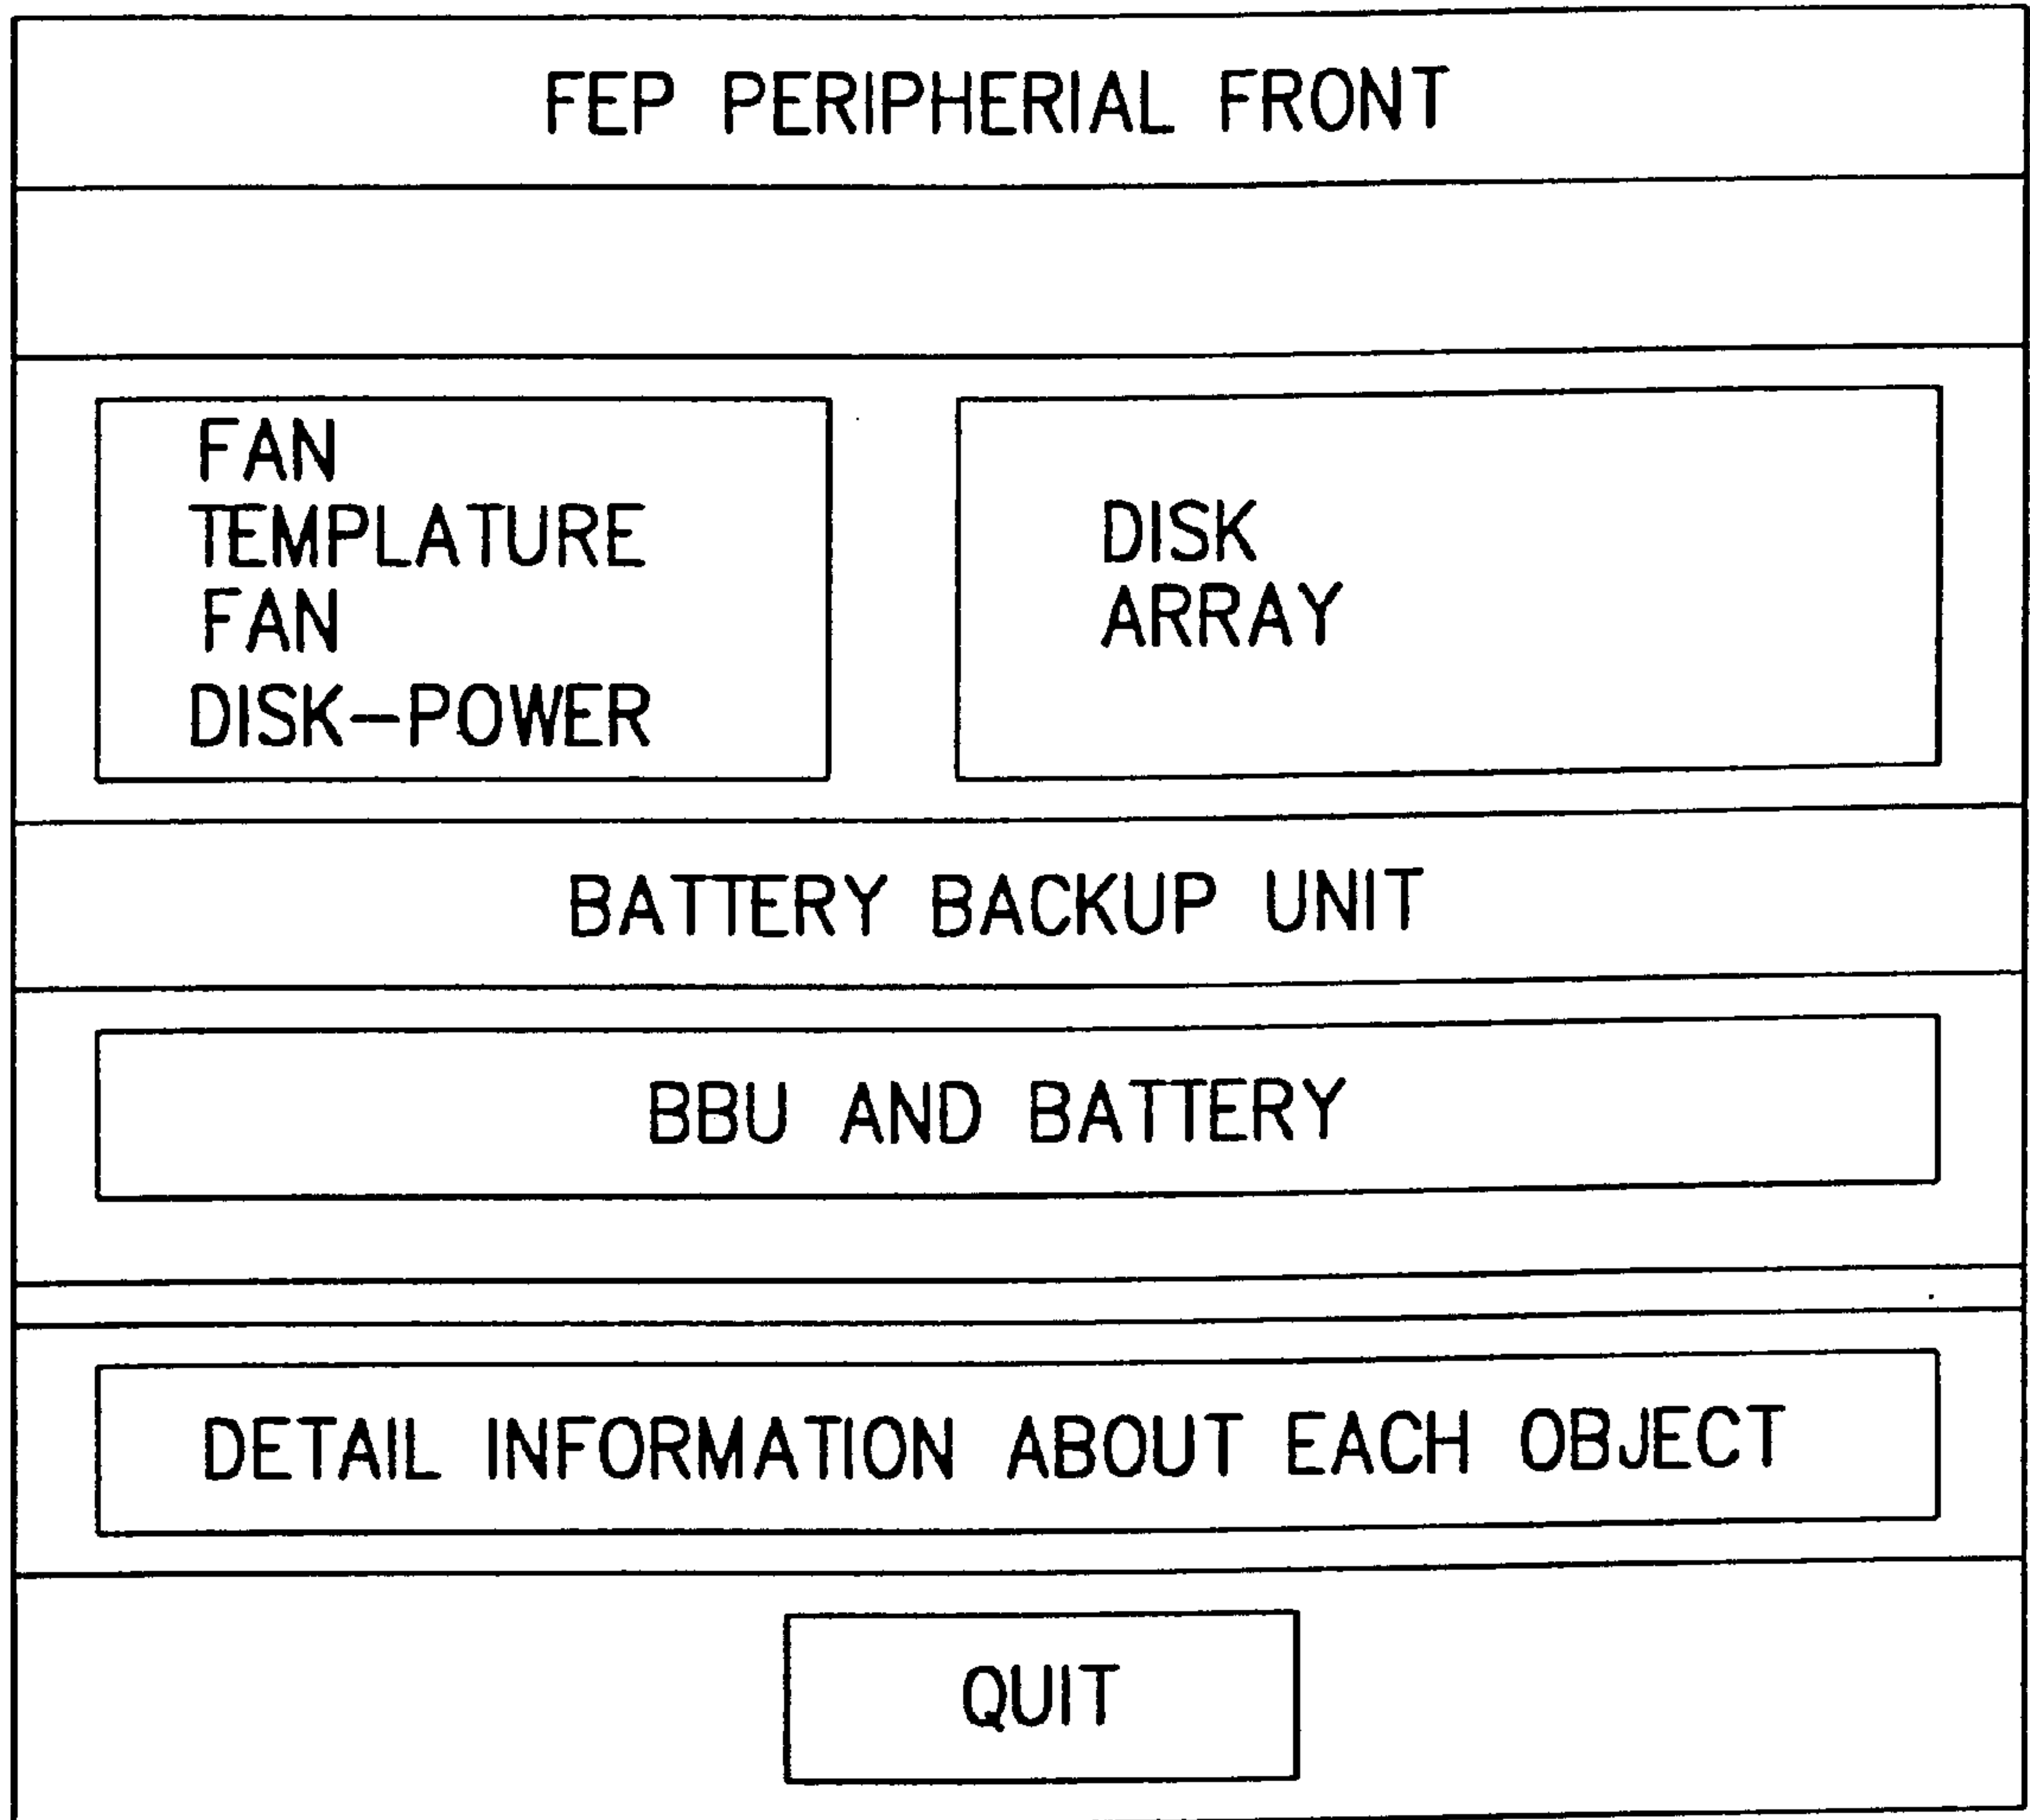 FEP PERIPHERIAL FRONT
FAN
TEMPLATURE
FAN
DISK-POWER
DISK
ARRAY
BATTERY BACKUP UNIT
BBU AND BATTERY
DETAIL INFORMATION ABOUT EACH OBJECT
QUIT